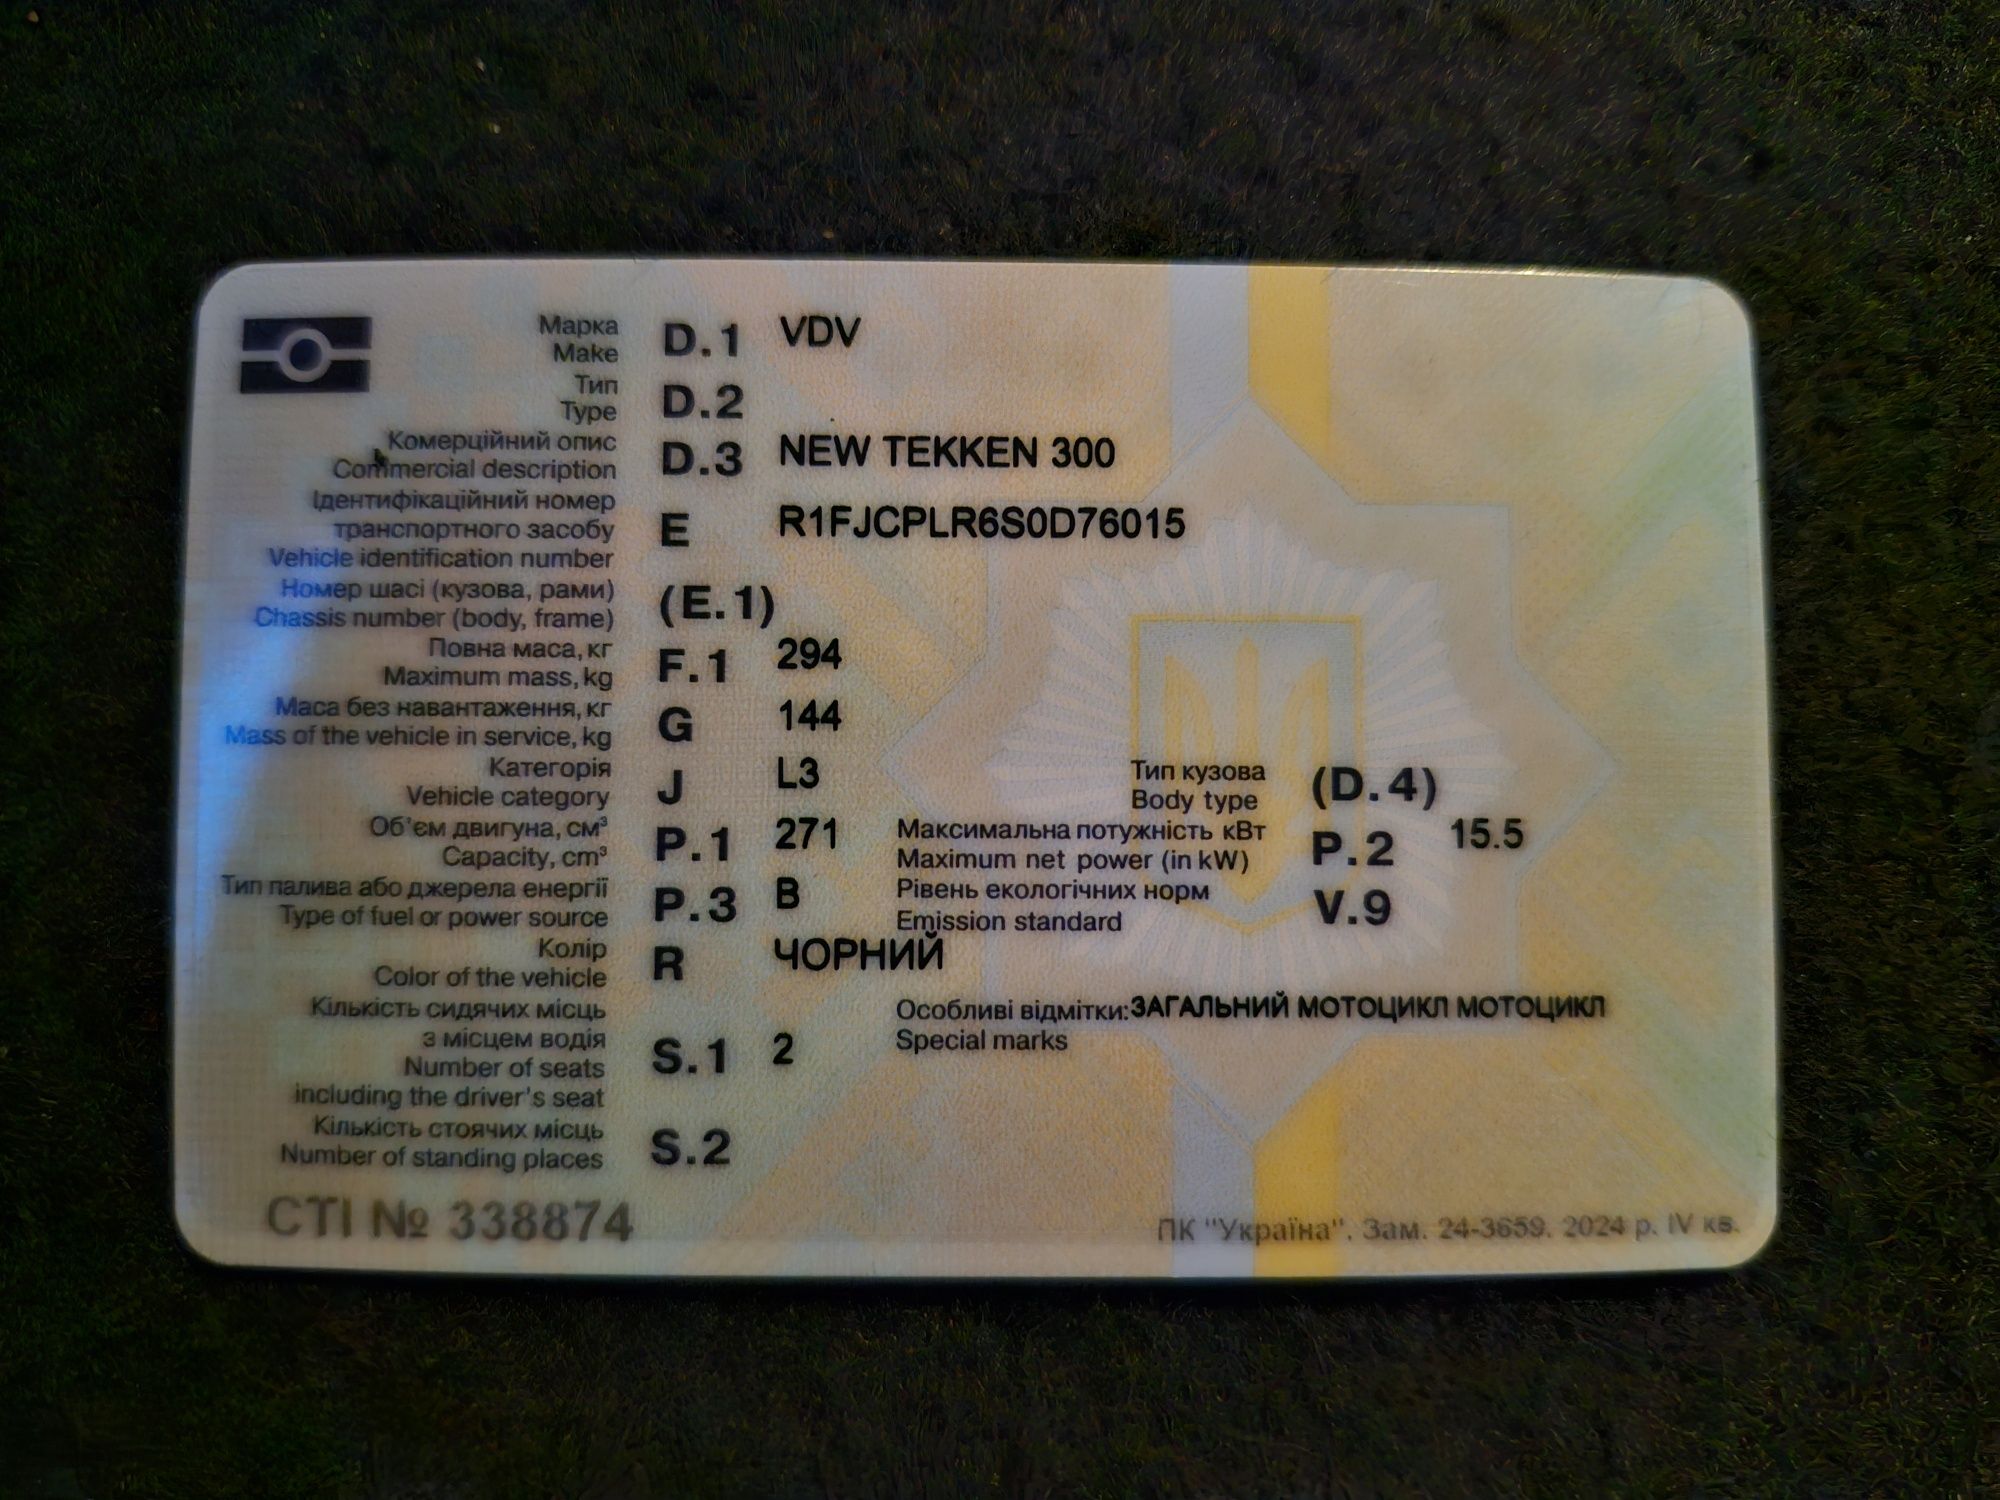 Марка
Make D.1 VDV
Тип
Type D.2
Комерційний опис
Commercial description D.3 NEW TEKKEN 300
Ідентифікаційний номер
транспортного засобу
Vehicle identification number E R1FJCPLR6S0D76015
Номер шасі (кузова, рами)
Chassis number (body, frame) (E.1)
Повна маса, кг
Maximum mass, kg F.1 294
Маса без навантаження, кг
Mass of the vehicle in service, kg G 144
Категорія
Vehicle category J L3
Тип кузова
Body type (D.4)
Об'єм двигуна, см³
Capacity, cm³ P.1 271
Максимальна потужність кВт
Maximum net power (in kW) P.2 15.5
Тип палива або джерела енергії
Type of fuel or power source P.3 B
Рівень екологічних норм
Emission standard V.9
Колір
Color of the vehicle R ЧОРНИЙ
Кількість сидячих місць
з місцем водія
Number of seats
including the driver's seat S.1 2
Особливі відмітки: ЗАГАЛЬНИЙ МОТОЦИКЛ МОТОЦИКЛ
Special marks
Кількість стоячих місць
Number of standing places S.2
СТІ № 338874
ПК "Україна". Зам. 24-3659. 2024 р. IV кв.